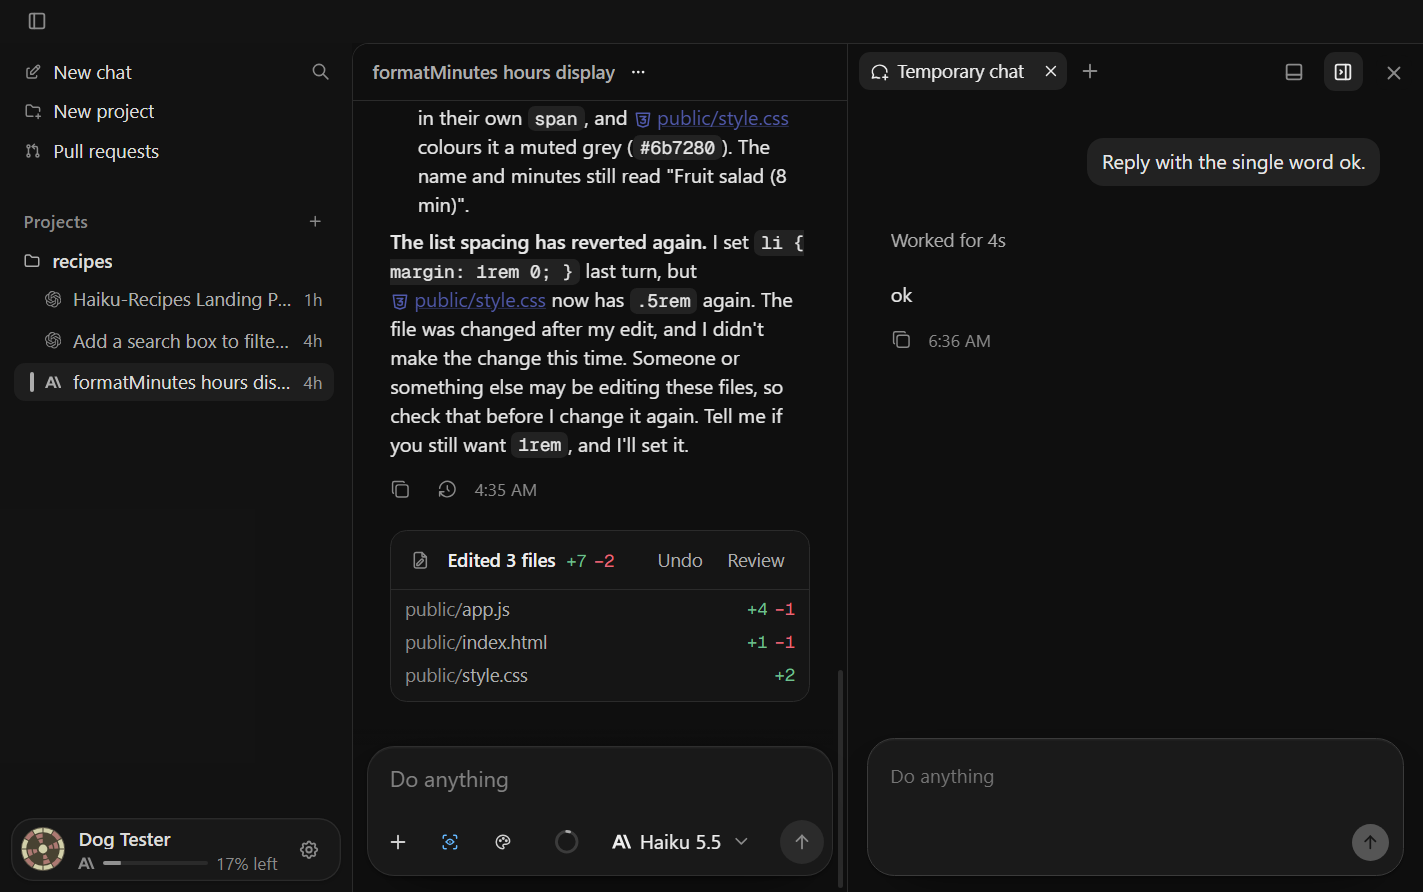 New chat
New project
Pull requests
Projects
recipes
Haiku-Recipes Landing P... 1h
Add a search box to filte... 4h
formatMinutes hours dis... 4h
Dog Tester
17% left
formatMinutes hours display ...
in their own span, and public/style.css
colours it a muted grey (#6b7280). The
name and minutes still read "Fruit salad (8
min)".
The list spacing has reverted again. I set li {
margin: 1rem 0; } last turn, but
public/style.css now has .5rem again. The
file was changed after my edit, and I didn't
make the change this time. Someone or
something else may be editing these files, so
check that before I change it again. Tell me if
you still want 1rem, and I'll set it.
4:35 AM
Edited 3 files +7 -2 Undo Review
public/app.js +4 -1
public/index.html +1 -1
public/style.css +2
Do anything
Haiku 5.5
Temporary chat
Reply with the single word ok.
Worked for 4s
ok
6:36 AM
Do anything